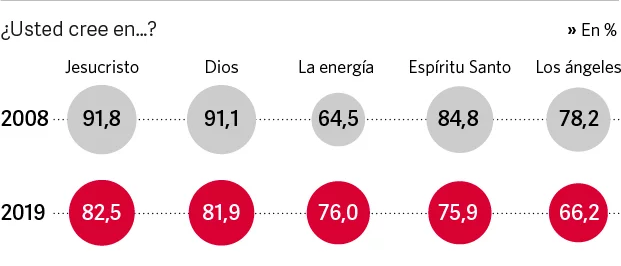 ¿Usted cree en...?
» En %
Jesucristo Dios La energía Espíritu Santo Los ángeles
2008 91,8 91,1 64,5 84,8 78,2
2019 82,5 81,9 76,0 75,9 66,2